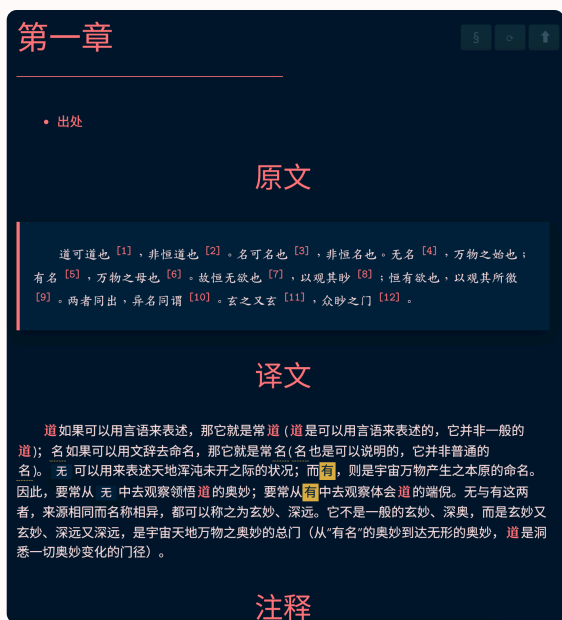 第一章
§ ⟳ ⬆
出处
原文
道可道也 [1] ，非恒道也 [2] 。名可名也 [3] ，非恒名也。无名 [4] ，万物之始也；
有名 [5] ，万物之母也 [6] 。故恒无欲也 [7] ，以观其眇 [8] ；恒有欲也，以观其所徼
[9] 。两者同出，异名同谓 [10] 。玄之又玄 [11] ，众眇之门 [12] 。
译文
道如果可以用言语来表述，那它就是常道 (道是可以用言语来表述的，它并非一般的
道)；名如果可以用文辞去命名，那它就是常名(名也是可以说明的，它并非普通的
名)。 无 可以用来表述天地浑沌未开之际的状况；而有，则是宇宙万物产生之本原的命名。
因此，要常从 无 中去观察领悟道的奥妙；要常从有中去观察体会道的端倪。无与有这两
者，来源相同而名称相异，都可以称之为玄妙、深远。它不是一般的玄妙、深奥，而是玄妙又
玄妙、深远又深远，是宇宙天地万物之奥妙的总门（从"有名"的奥妙到达无形的奥妙，道是洞
悉一切奥妙变化的门径）。
注释